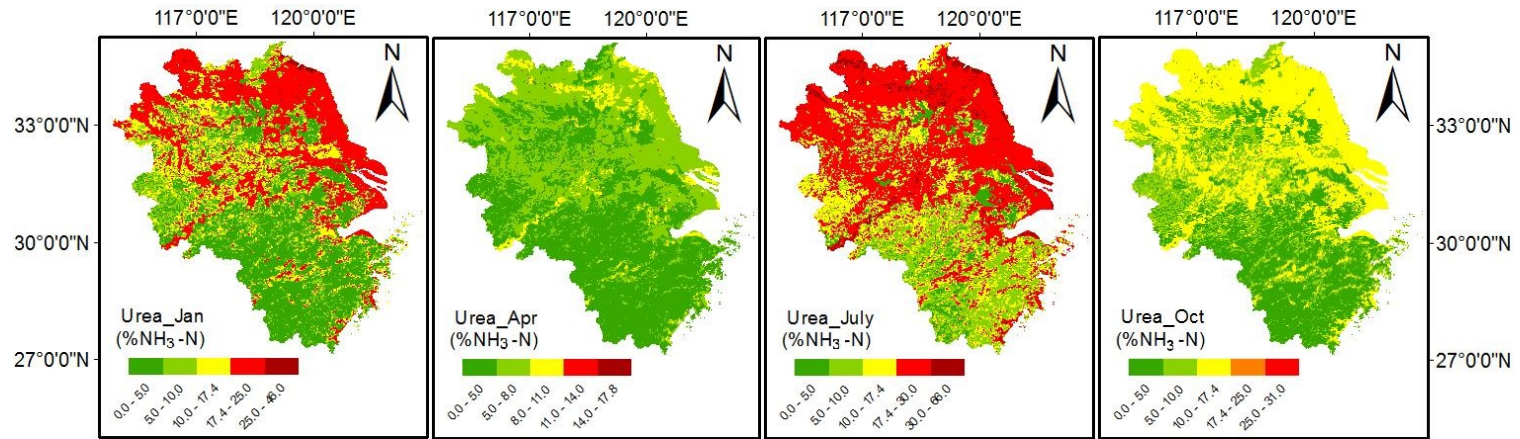 117°0'0"E 120°0'0"E 117°0'0"E 120°0'0"E 117°0'0"E 120°0'0"E 117°0'0"E 120°0'0"E
N N N N
33°0'0"N 33°0'0"N
30°0'0"N 30°0'0"N
27°0'0"N 27°0'0"N
Urea_Jan
(%NH₃-N)
0.0 - 5.0
5.0 - 10.0
10.0 - 17.4
17.4 - 25.0
25.0 - 46.0
Urea_Apr
(%NH₃-N)
0.0 - 5.0
5.0 - 8.0
8.0 - 11.0
11.0 - 14.0
14.0 - 17.8
Urea_July
(%NH₃-N)
0.0 - 5.0
5.0 - 10.0
10.0 - 17.4
17.4 - 30.0
30.0 - 66.0
Urea_Oct
(%NH₃-N)
0.0 - 5.0
5.0 - 10.0
10.0 - 17.4
17.4 - 25.0
25.0 - 31.0